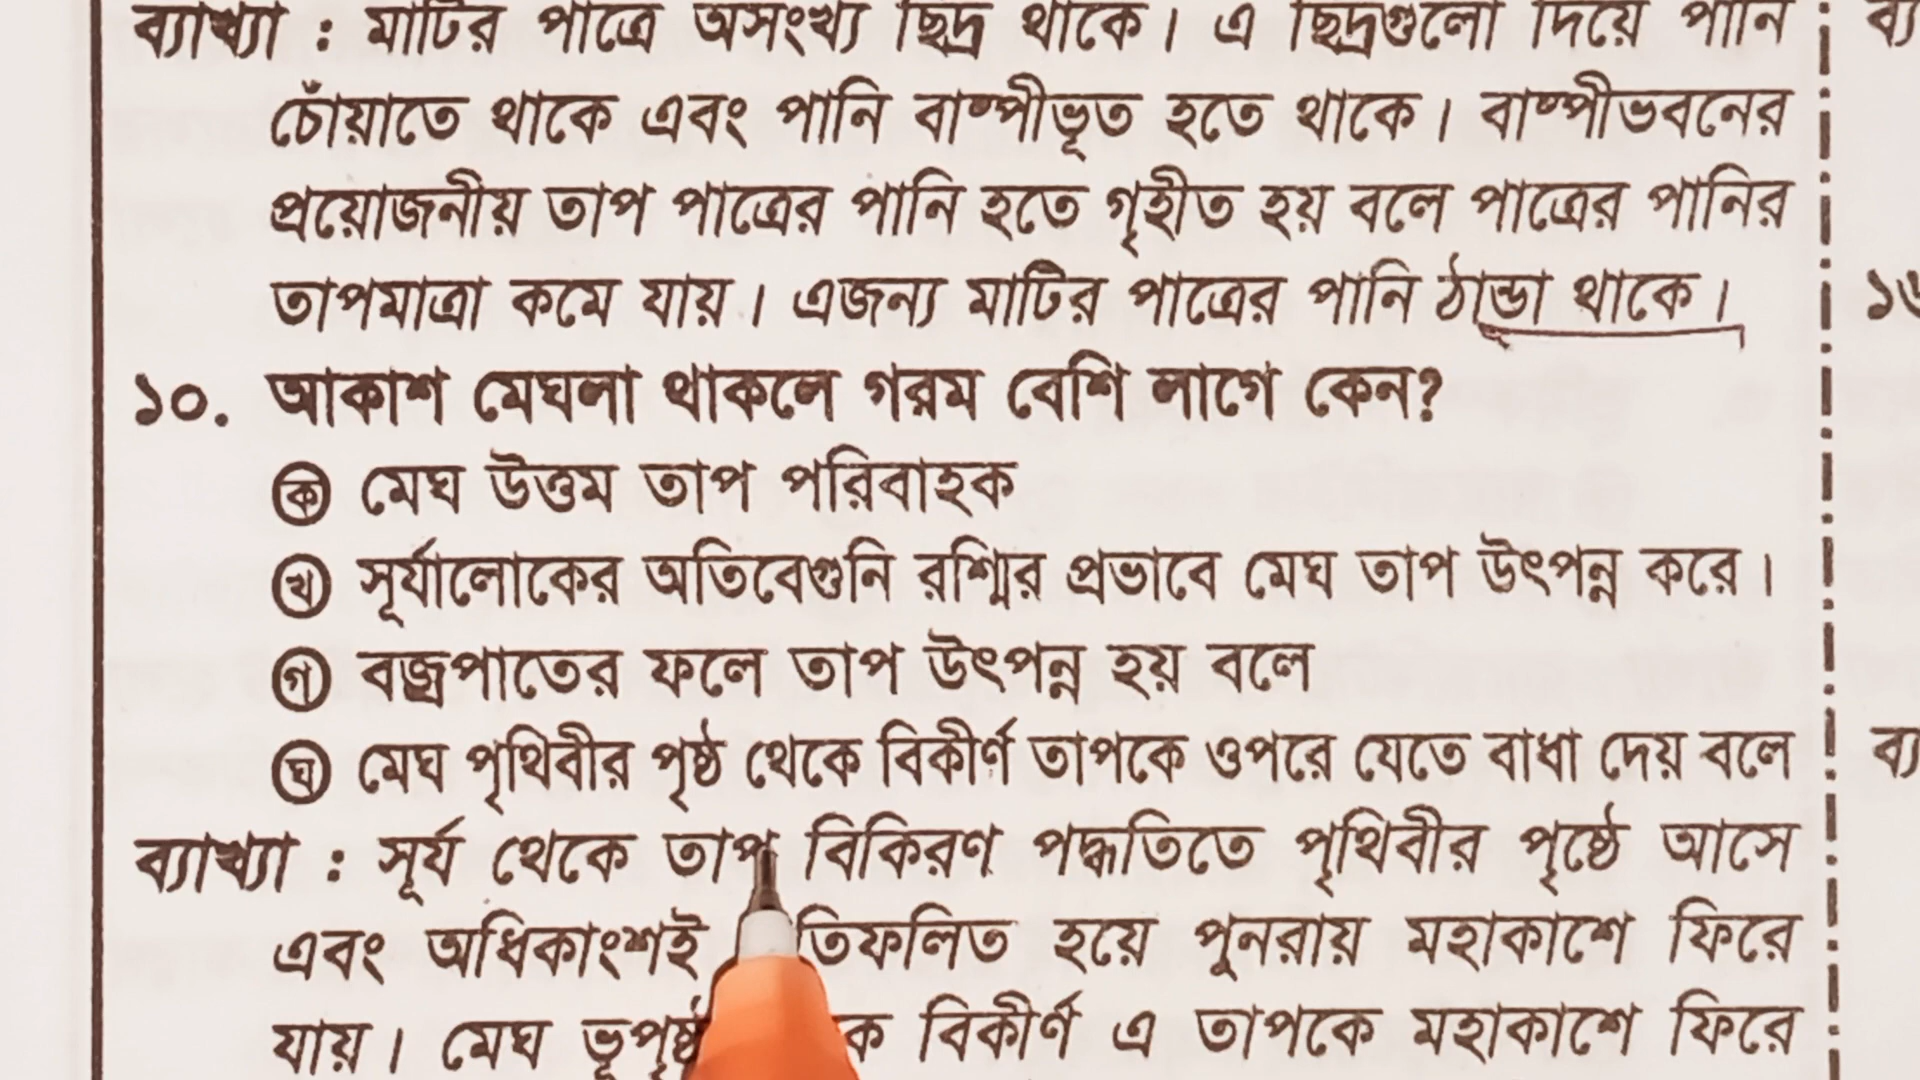 ব্যাখ্যা : মাটির পাত্রে অসংখ্য ছিদ্র থাকে। এ ছিদ্রগুলো দিয়ে পানি
চোঁয়াতে থাকে এবং পানি বাষ্পীভূত হতে থাকে। বাষ্পীভবনের
প্রয়োজনীয় তাপ পাত্রের পানি হতে গৃহীত হয় বলে পাত্রের পানির
তাপমাত্রা কমে যায়। এজন্য মাটির পাত্রের পানি ঠান্ডা থাকে।
১০. আকাশ মেঘলা থাকলে গরম বেশি লাগে কেন?
ক মেঘ উত্তম তাপ পরিবাহক
খ সূর্যালোকের অতিবেগুনি রশ্মির প্রভাবে মেঘ তাপ উৎপন্ন করে।
গ বজ্রপাতের ফলে তাপ উৎপন্ন হয় বলে
ঘ মেঘ পৃথিবীর পৃষ্ঠ থেকে বিকীর্ণ তাপকে ওপরে যেতে বাধা দেয় বলে
ব্যাখ্যা : সূর্য থেকে তাপ বিকিরণ পদ্ধতিতে পৃথিবীর পৃষ্ঠে আসে
এবং অধিকাংশই তিফলিত হয়ে পুনরায় মহাকাশে ফিরে
যায়। মেঘ ভূপৃষ্ঠ ক বিকীর্ণ এ তাপকে মহাকাশে ফিরে